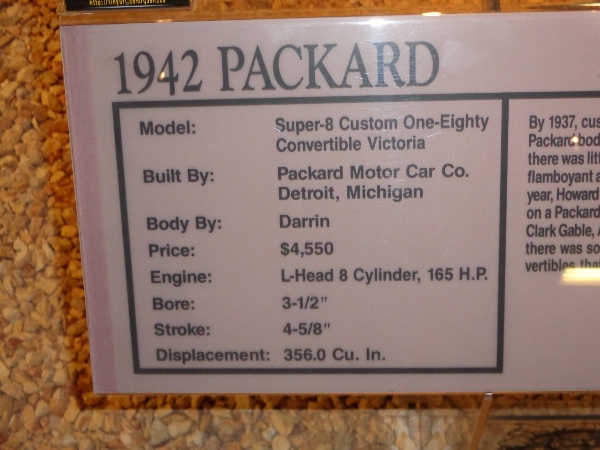 1942 PACKARD
Model: Super-8 Custom One-Eighty
Convertible Victoria
Built By: Packard Motor Car Co.
Detroit, Michigan
Body By: Darrin
Price: $4,550
Engine: L-Head 8 Cylinder, 165 H.P.
Bore: 3-1/2"
Stroke: 4-5/8"
Displacement: 356.0 Cu. In.
By 1937, cus
Packard bod
there was litt
flamboyant a
year, Howard
on a Packard
Clark Gable,
there was so
vertibles that